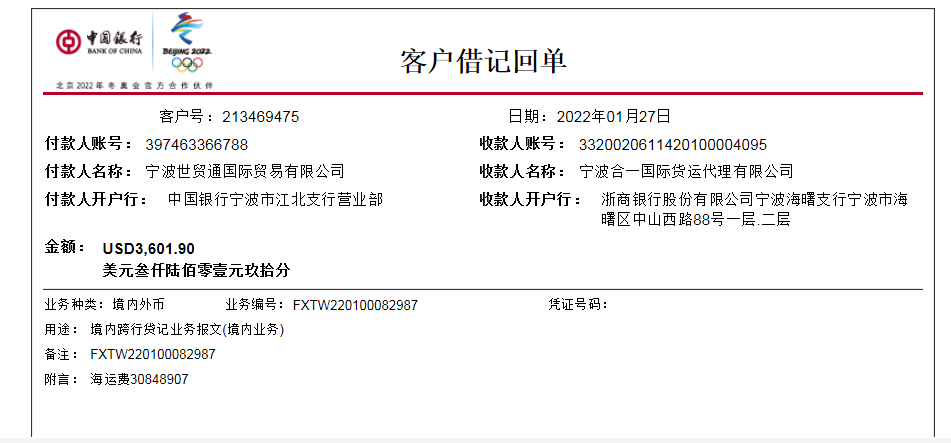 中国银行
BANK OF CHINA
BEIJING 2022
北京2022年冬奥会官方合作伙伴
客户借记回单
客户号：213469475 日期：2022年01月27日
付款人账号：397463366788 收款人账号：3320020611420100004095
付款人名称：宁波世贸通国际贸易有限公司 收款人名称：宁波合一国际货运代理有限公司
付款人开户行：中国银行宁波市江北支行营业部 收款人开户行：浙商银行股份有限公司宁波海曙支行宁波市海
曙区中山西路88号一层.二层
金额：USD3,601.90
美元叁仟陆佰零壹元玖拾分
业务种类：境内外币 业务编号：FXTW220100082987 凭证号码：
用途：境内跨行贷记业务报文(境内业务)
备注：FXTW220100082987
附言：海运费30848907